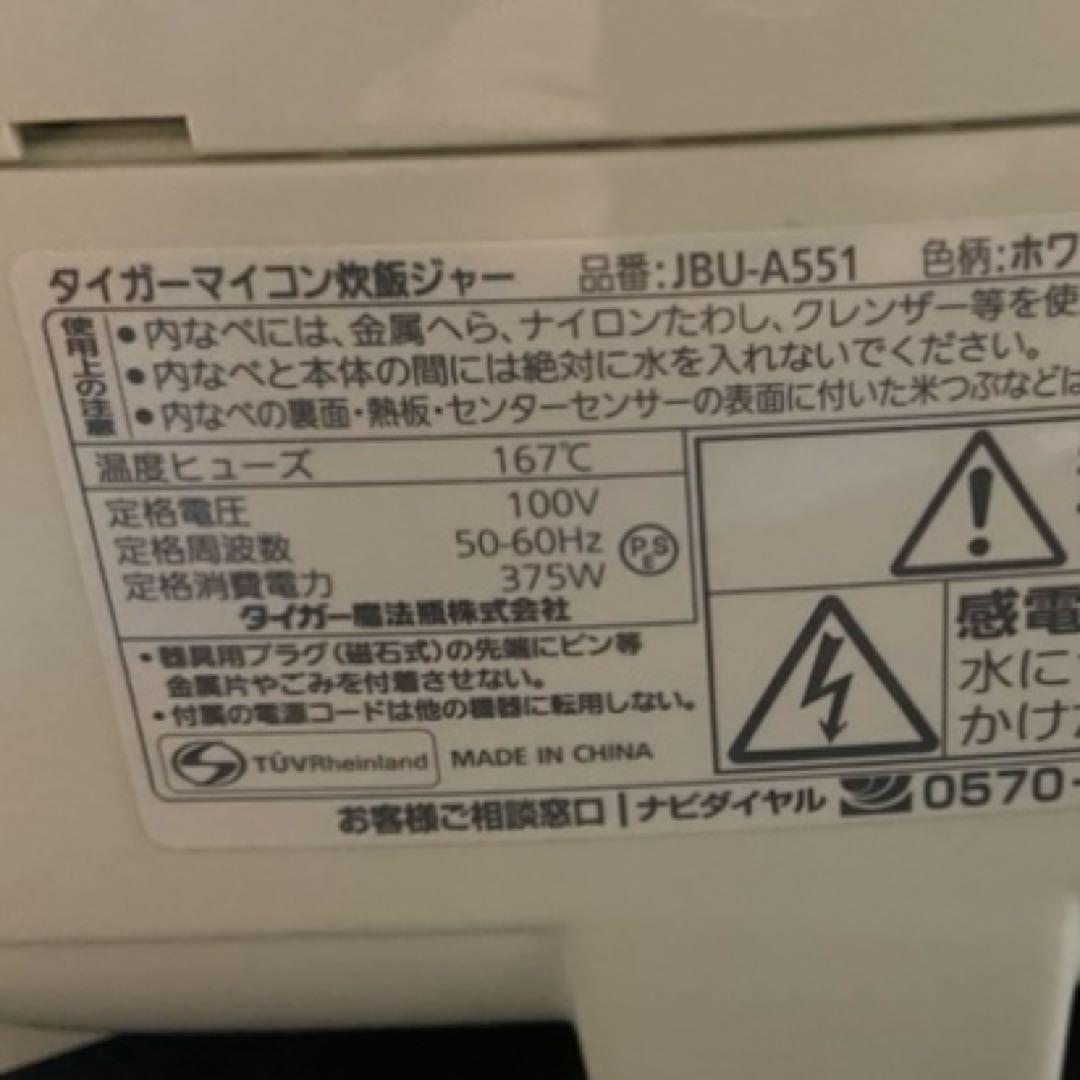 タイガーマイコン炊飯ジャー 品番:JBU-A551 色柄:ホワ
使用上の注意
●内なべには、金属へら、ナイロンたわし、クレンザー等を使
●内なべと本体の間には絶対に水を入れないでください。
●内なべの裏面・熱板・センターセンサーの表面に付いた米つぶなどは
温度ヒューズ 167℃
定格電圧 100V
定格周波数 50-60Hz
定格消費電力 375W
PSE
タイガー魔法瓶株式会社
・器具用プラグ(磁石式)の先端にピン等
金属片やごみを付着させない。
・付属の電源コードは他の機器に転用しない。
TÜVRheinland MADE IN CHINA
感電
水に
かけ
お客様ご相談窓口 | ナビダイヤル 0570-